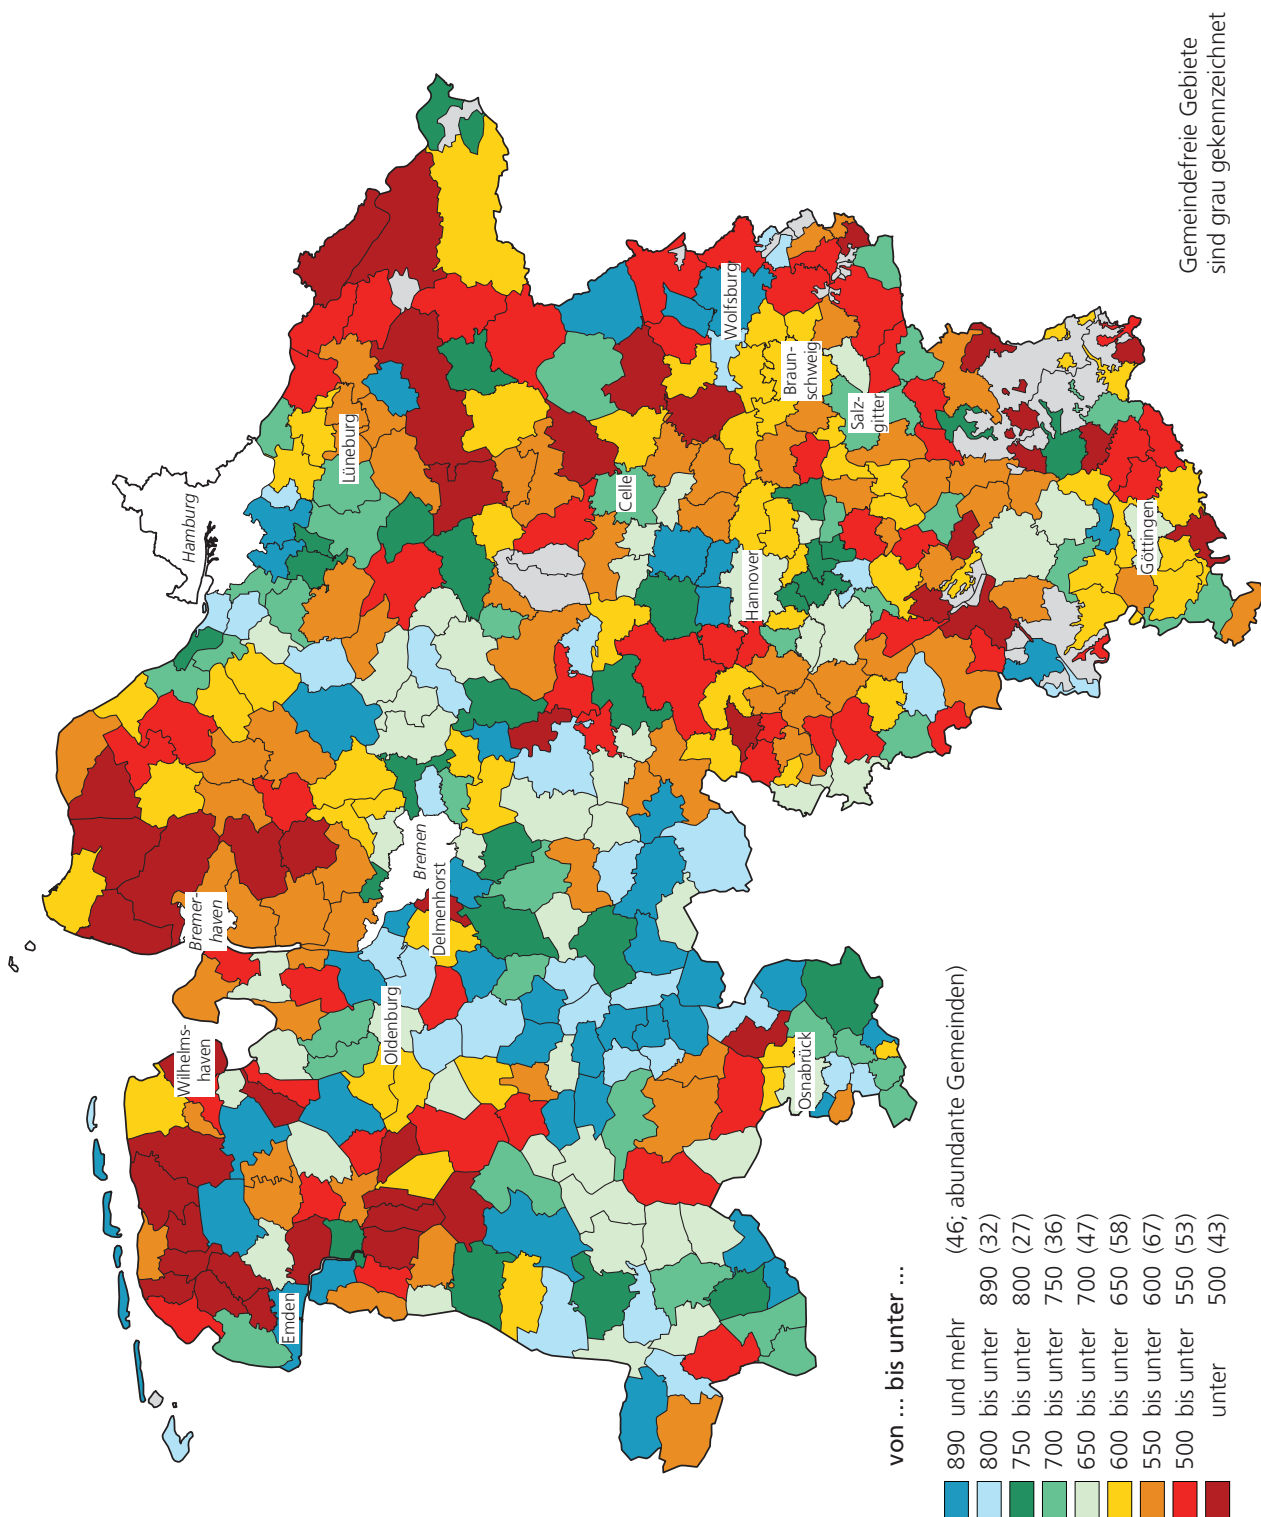 Hamburg
Bremer-
haven
Wilhelms-
haven
Emden
Lüneburg
Bremen
Delmenhorst
Oldenburg
Celle
Wolfsburg
Braun-
schweig
Hannover
Salz-
gitter
Osnabrück
Göttingen
von ... bis unter ...
890 und mehr (46; abundante Gemeinden)
800 bis unter 890 (32)
750 bis unter 800 (27)
700 bis unter 750 (36)
650 bis unter 700 (47)
600 bis unter 650 (58)
550 bis unter 600 (67)
500 bis unter 550 (53)
unter 500 (43)
Gemeindefreie Gebiete
sind grau gekennzeichnet